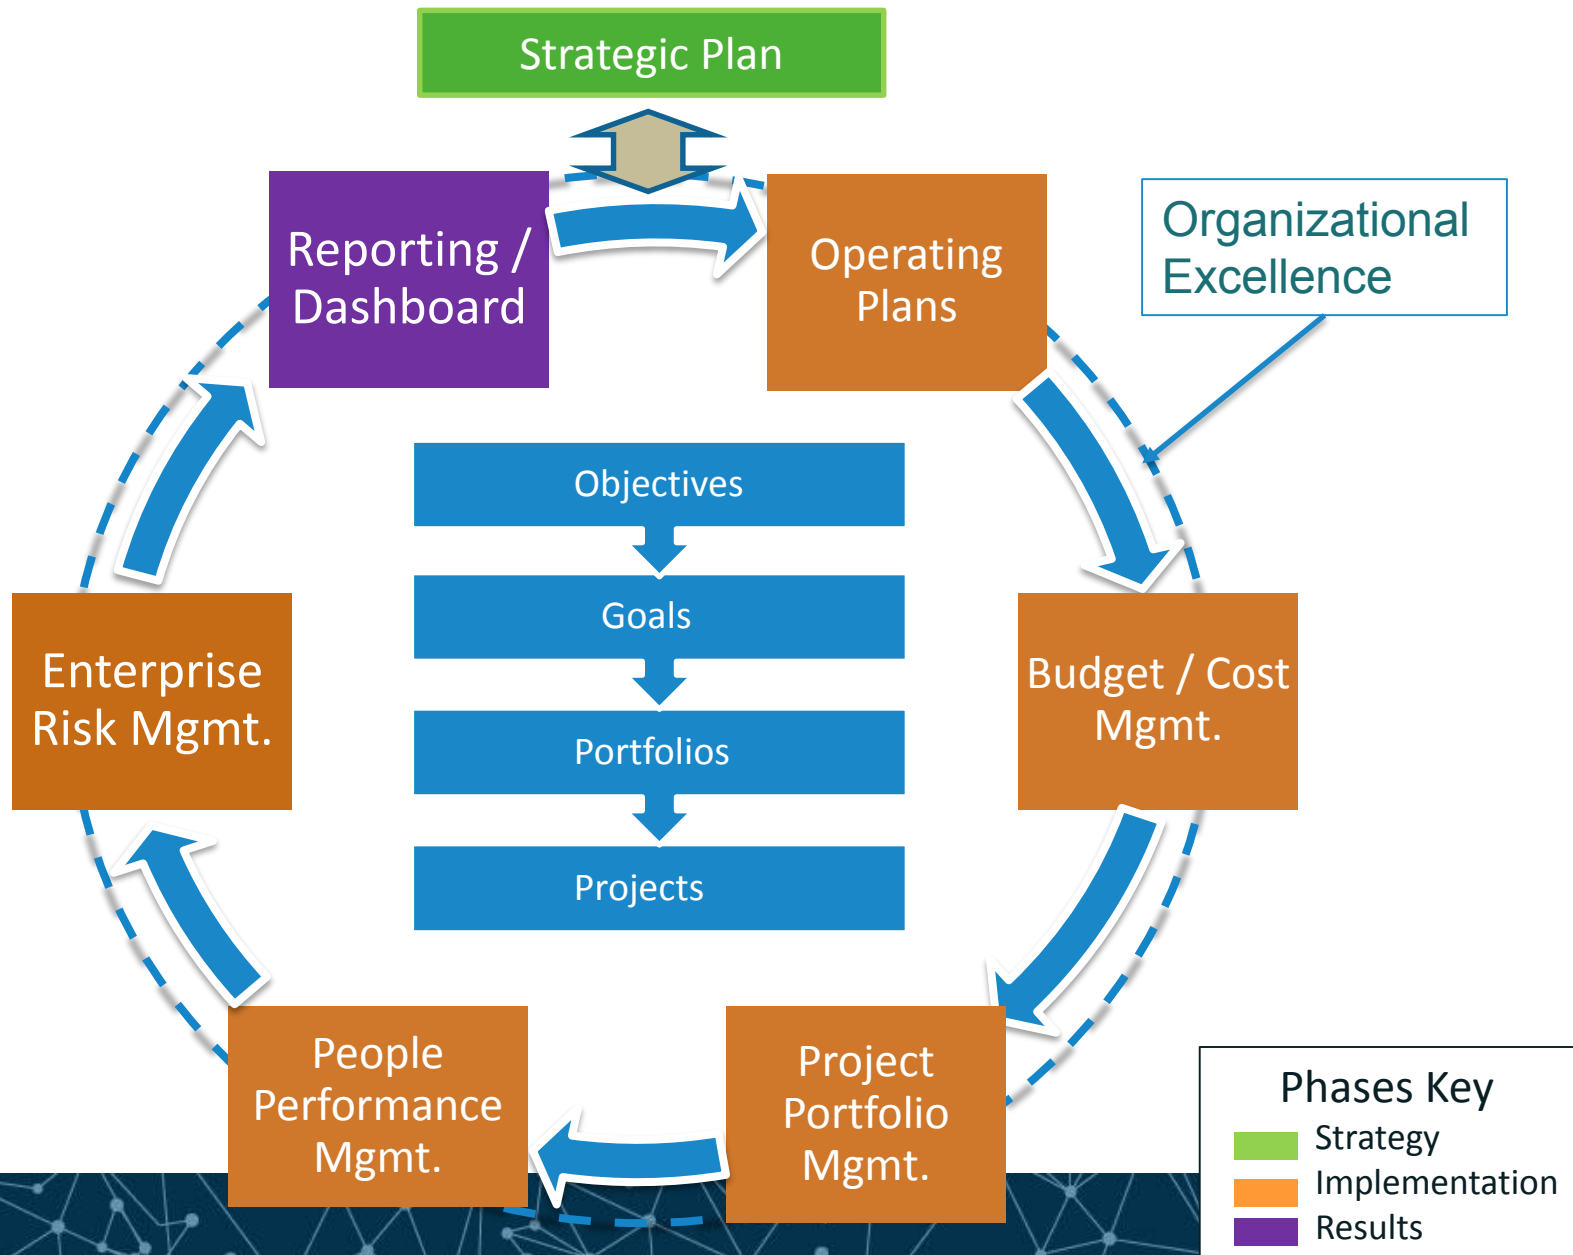 Strategic Plan
Reporting /
Dashboard
Operating
Plans
Organizational
Excellence
Objectives
Goals
Portfolios
Projects
Enterprise
Risk Mgmt.
Budget / Cost
Mgmt.
People
Performance
Mgmt.
Project
Portfolio
Mgmt.
Phases Key
Strategy
Implementation
Results